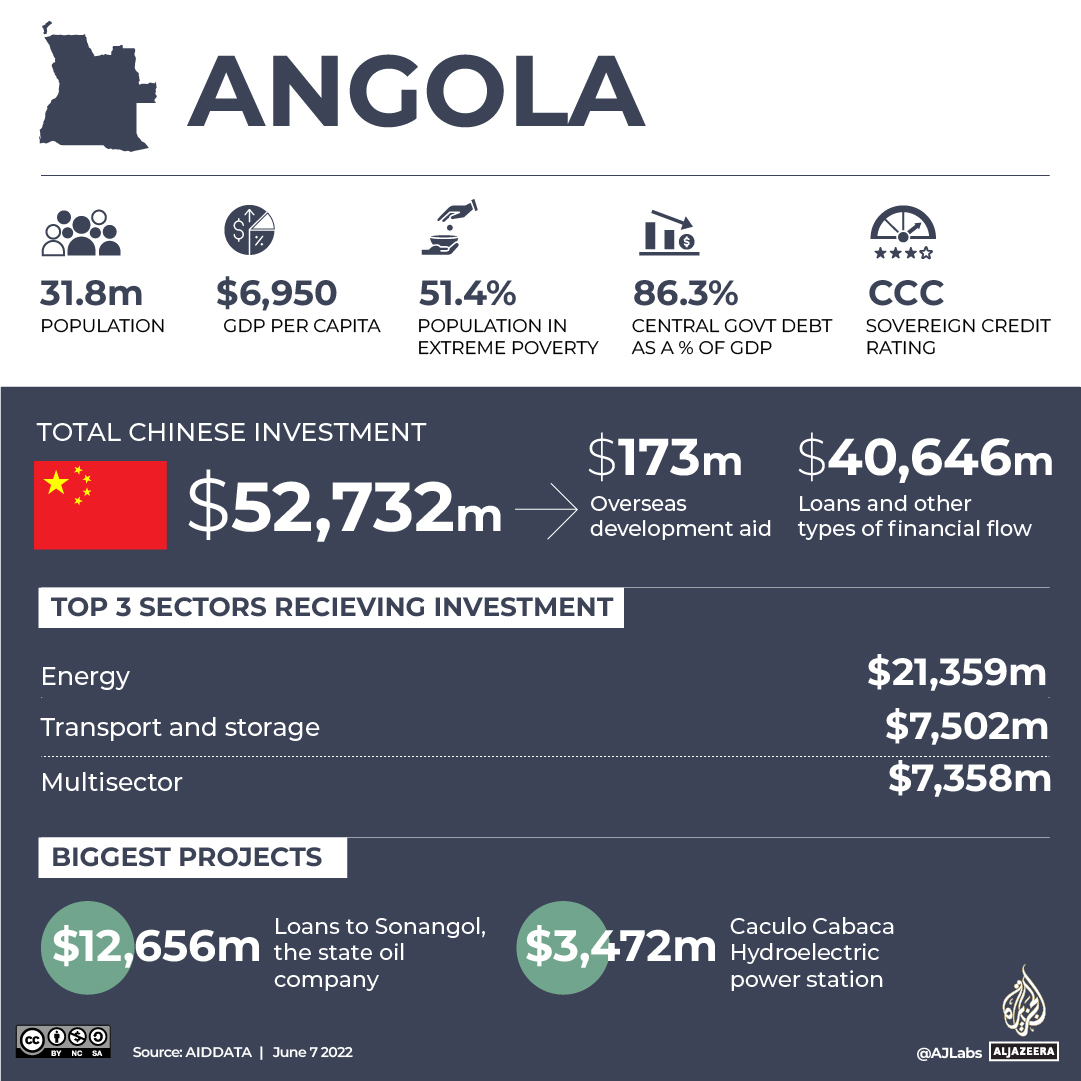 ANGOLA
31.8m
POPULATION
$6,950
GDP PER CAPITA
51.4%
POPULATION IN
EXTREME POVERTY
86.3%
CENTRAL GOVT DEBT
AS A % OF GDP
CCC
SOVEREIGN CREDIT
RATING
TOTAL CHINESE INVESTMENT
$52,732m
$173m
Overseas
development aid
$40,646m
Loans and other
types of financial flow
TOP 3 SECTORS RECIEVING INVESTMENT
Energy
$21,359m
Transport and storage
$7,502m
Multisector
$7,358m
BIGGEST PROJECTS
$12,656m
Loans to Sonangol,
the state oil
company
$3,472m
Caculo Cabaca
Hydroelectric
power station
cc
BY NC SA
Source: AIDDATA | June 7 2022
@AJLabs
ALJAZEERA